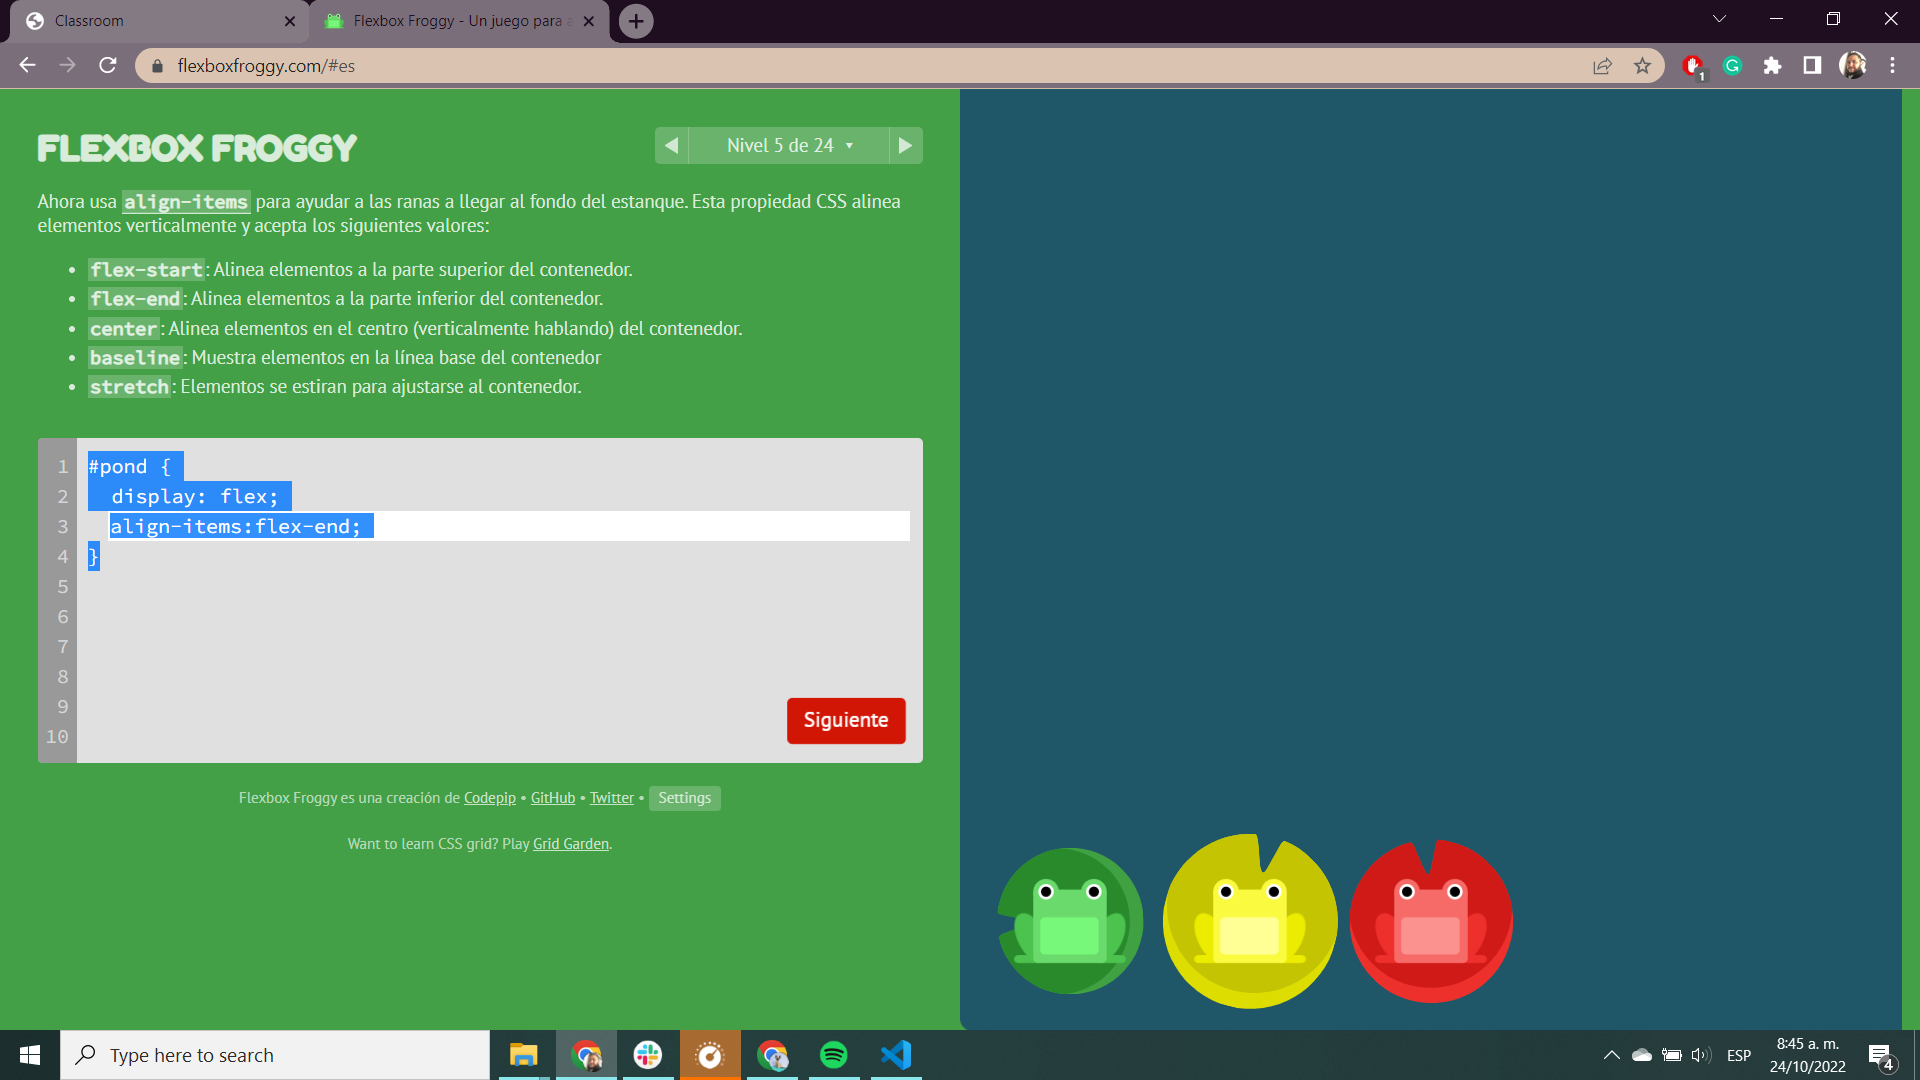 Classroom
Flexbox Froggy - Un juego para a
flexboxfroggy.com/#es
1
FLEXBOX FROGGY
Nivel 5 de 24
Ahora usa align-items para ayudar a las ranas a llegar al fondo del estanque. Esta propiedad CSS alinea
elementos verticalmente y acepta los siguientes valores:
• flex-start: Alinea elementos a la parte superior del contenedor.
• flex-end: Alinea elementos a la parte inferior del contenedor.
• center: Alinea elementos en el centro (verticalmente hablando) del contenedor.
• baseline: Muestra elementos en la línea base del contenedor
• stretch: Elementos se estiran para ajustarse al contenedor.
1 #pond {
2 display: flex;
3 align-items:flex-end;
4 }
5
6
7
8
9
10
Siguiente
Flexbox Froggy es una creación de Codepip • GitHub • Twitter • Settings
Want to learn CSS grid? Play Grid Garden.
Type here to search
ESP
8:45 a. m.
24/10/2022
4